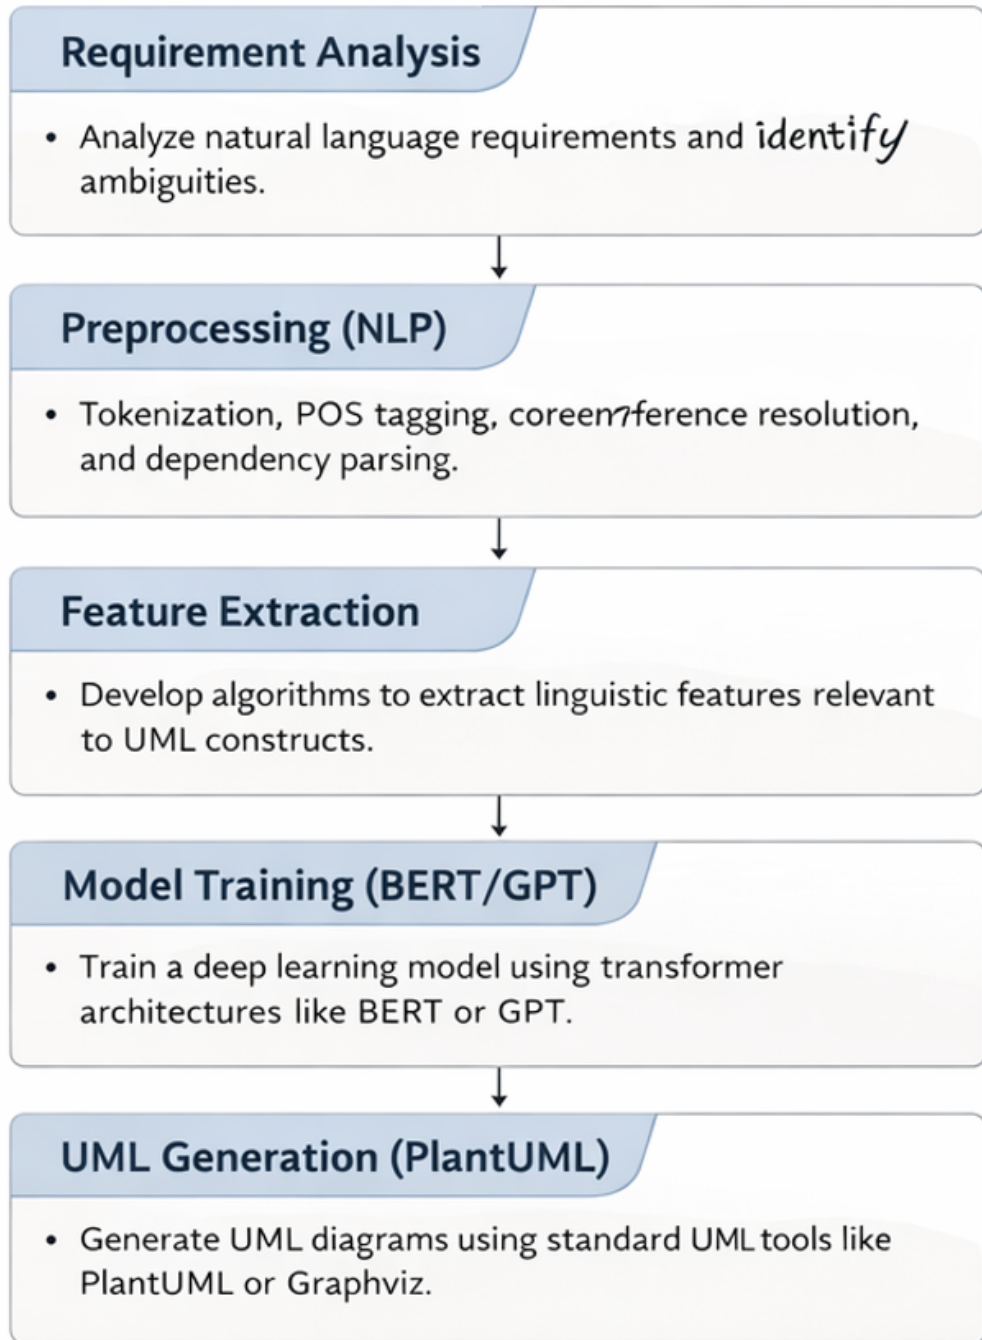 Requirement Analysis
• Analyze natural language requirements and identify
ambiguities.
Preprocessing (NLP)
• Tokenization, POS tagging, coreem7ference resolution,
and dependency parsing.
Feature Extraction
• Develop algorithms to extract linguistic features relevant
to UML constructs.
Model Training (BERT/GPT)
• Train a deep learning model using transformer
architectures like BERT or GPT.
UML Generation (PlantUML)
• Generate UML diagrams using standard UML tools like
PlantUML or Graphviz.